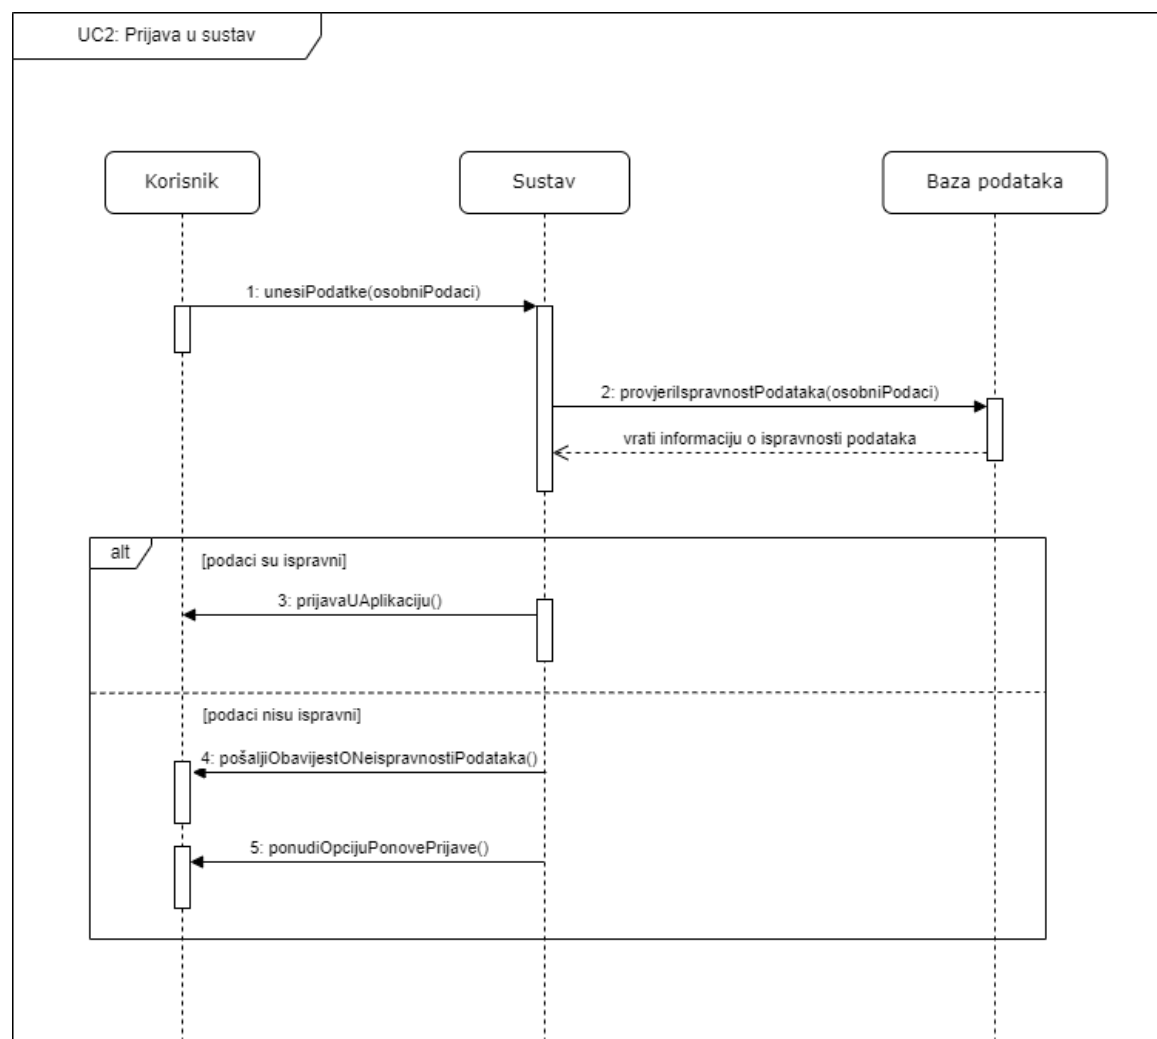 UC2: Prijava u sustav
Korisnik
Sustav
Baza podataka
1: unesiPodatke(osobniPodaci)
2: provjeriIspravnostPodataka(osobniPodaci)
vrati informaciju o ispravnosti podataka
alt
[podaci su ispravni]
3: prijavaUAplikaciju()
[podaci nisu ispravni]
4: pošaljiObavijestONeispravnostiPodataka()
5: ponudiOpcijuPonovePrijave()